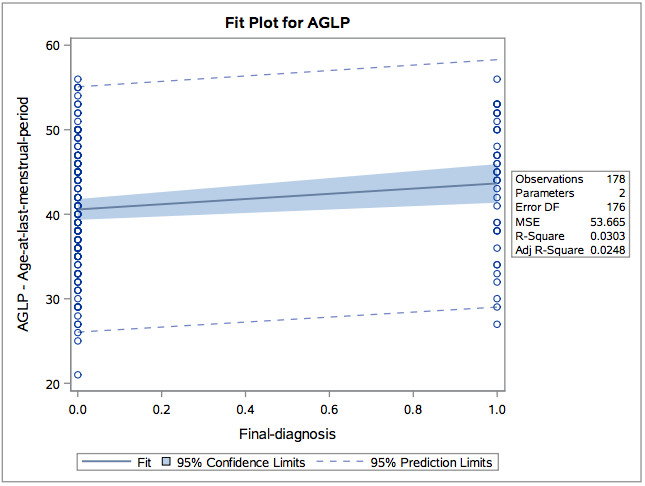 Fit Plot for AGLP
60
50
40
30
20
AGLP - Age-at-last-menstrual-period
0.0 0.2 0.4 0.6 0.8 1.0
Final-diagnosis
Observations 178
Parameters 2
Error DF 176
MSE 53.665
R-Square 0.0303
Adj R-Square 0.0248
Fit 95% Confidence Limits 95% Prediction Limits